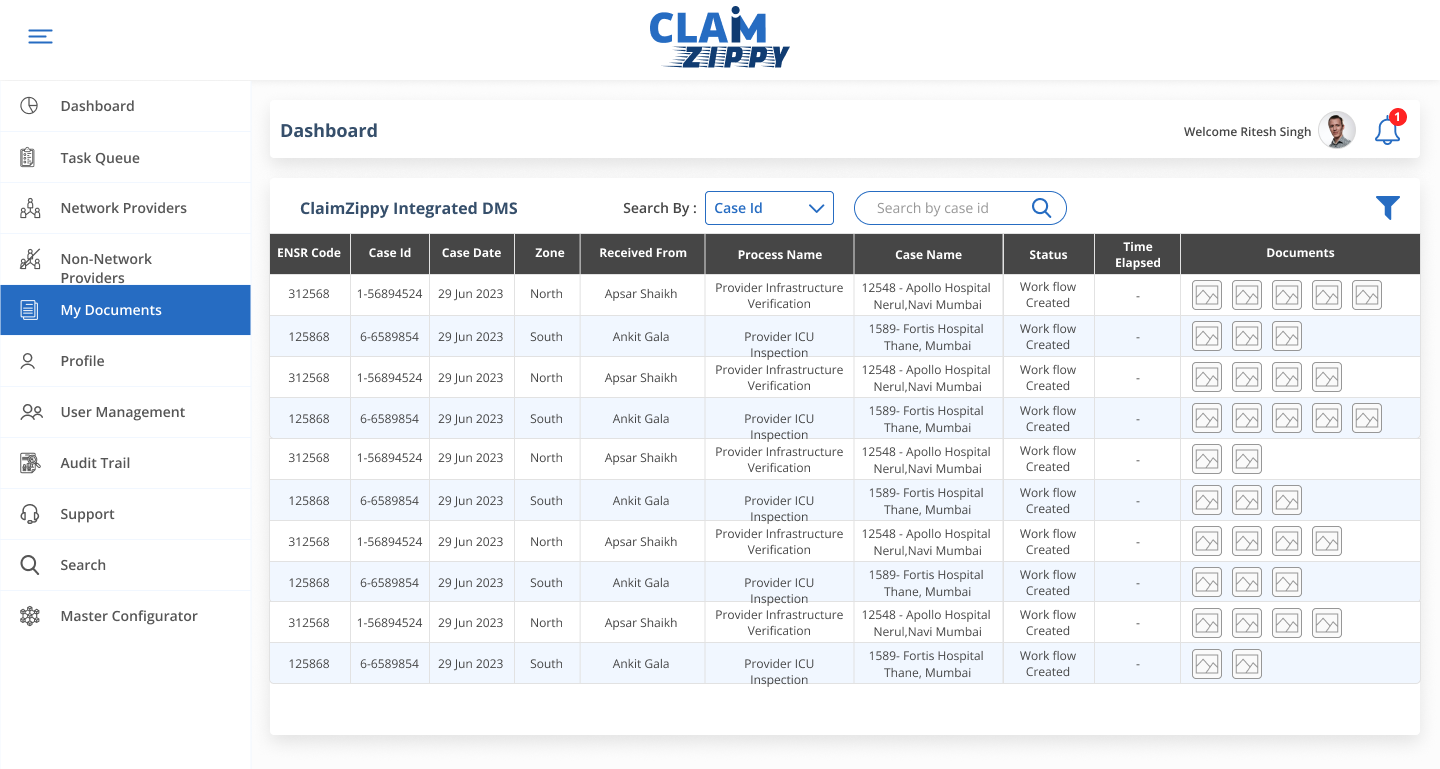 CLAIM
ZIPPY
Dashboard
Task Queue
Network Providers
Non-Network
Providers
My Documents
Profile
User Management
Audit Trail
Support
Search
Master Configurator
Dashboard
Welcome Ritesh Singh
1
ClaimZippy Integrated DMS
Search By :
Case Id
Search by case id
ENSR Code Case Id Case Date Zone Received From Process Name Case Name Status Time Elapsed Documents
312568 1-56894524 29 Jun 2023 North Apsar Shaikh Provider Infrastructure Verification 12548 - Apollo Hospital Nerul,Navi Mumbai Work flow Created -
125868 6-6589854 29 Jun 2023 South Ankit Gala Provider ICU Inspection 1589- Fortis Hospital Thane, Mumbai Work flow Created -
312568 1-56894524 29 Jun 2023 North Apsar Shaikh Provider Infrastructure Verification 12548 - Apollo Hospital Nerul,Navi Mumbai Work flow Created -
125868 6-6589854 29 Jun 2023 South Ankit Gala Provider ICU Inspection 1589- Fortis Hospital Thane, Mumbai Work flow Created -
312568 1-56894524 29 Jun 2023 North Apsar Shaikh Provider Infrastructure Verification 12548 - Apollo Hospital Nerul,Navi Mumbai Work flow Created -
125868 6-6589854 29 Jun 2023 South Ankit Gala Provider ICU Inspection 1589- Fortis Hospital Thane, Mumbai Work flow Created -
312568 1-56894524 29 Jun 2023 North Apsar Shaikh Provider Infrastructure Verification 12548 - Apollo Hospital Nerul,Navi Mumbai Work flow Created -
125868 6-6589854 29 Jun 2023 South Ankit Gala Provider ICU Inspection 1589- Fortis Hospital Thane, Mumbai Work flow Created -
312568 1-56894524 29 Jun 2023 North Apsar Shaikh Provider Infrastructure Verification 12548 - Apollo Hospital Nerul,Navi Mumbai Work flow Created -
125868 6-6589854 29 Jun 2023 South Ankit Gala Provider ICU Inspection 1589- Fortis Hospital Thane, Mumbai Work flow Created -